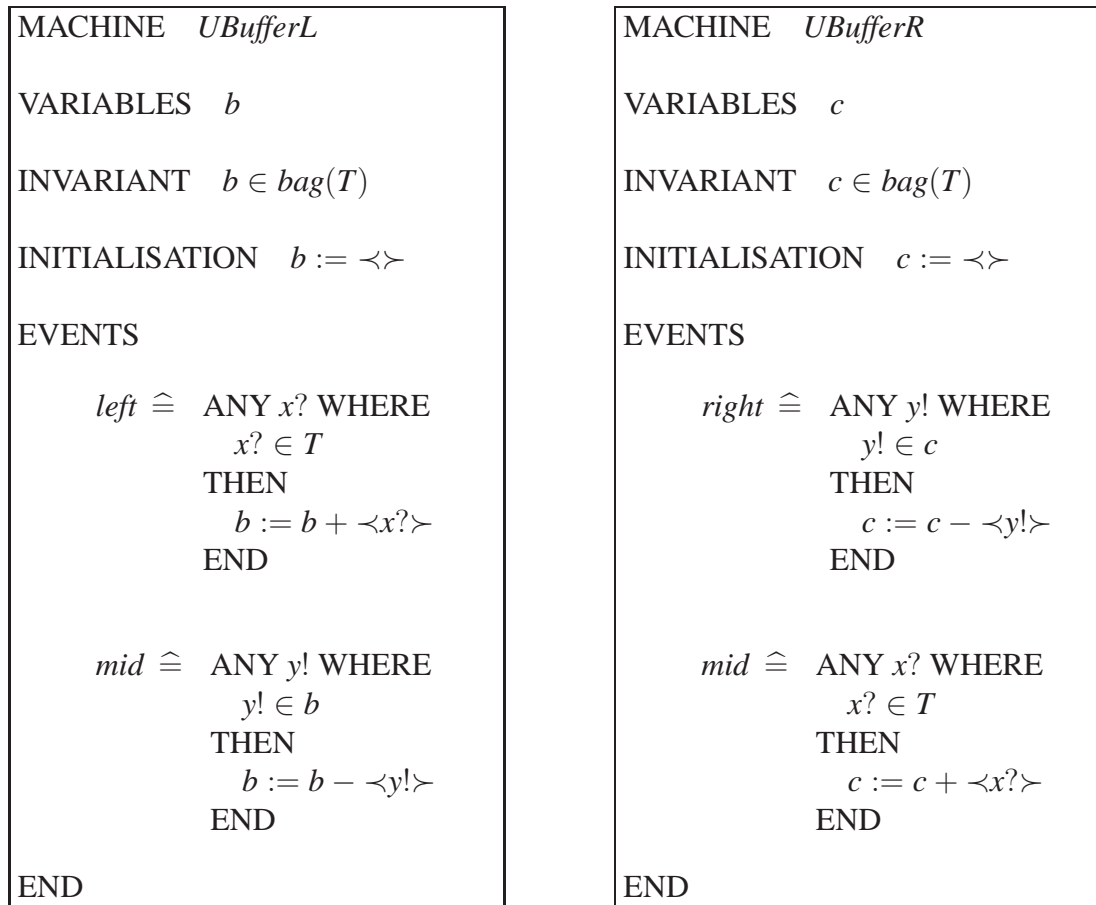 MACHINE UBufferL
VARIABLES b
INVARIANT b ∈ bag(T)
INITIALISATION b := ≺≻
EVENTS
left ≙ ANY x? WHERE
x? ∈ T
THEN
b := b + ≺x?≻
END
mid ≙ ANY y! WHERE
y! ∈ b
THEN
b := b − ≺y!≻
END
END
MACHINE UBufferR
VARIABLES c
INVARIANT c ∈ bag(T)
INITIALISATION c := ≺≻
EVENTS
right ≙ ANY y! WHERE
y! ∈ c
THEN
c := c − ≺y!≻
END
mid ≙ ANY x? WHERE
x? ∈ T
THEN
c := c + ≺x?≻
END
END